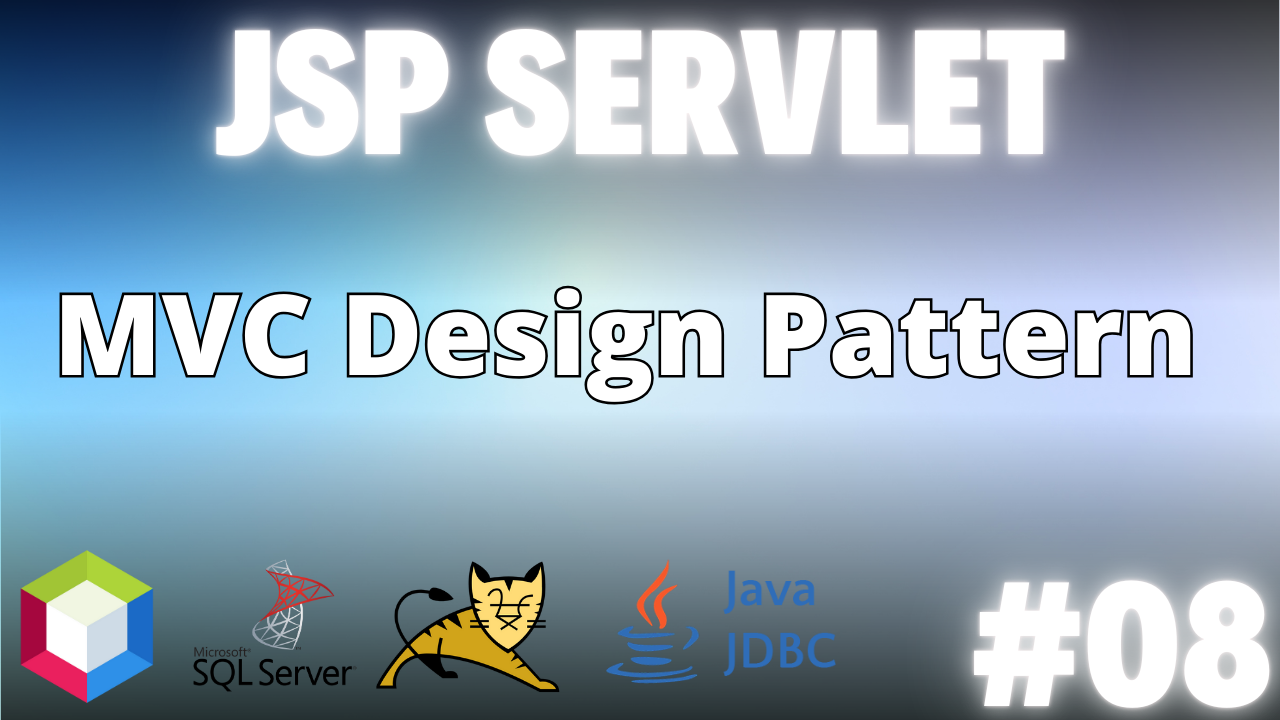 JSP SERVLET
MVC Design Pattern
Microsoft®
SQL Server
Java
JDBC
#08